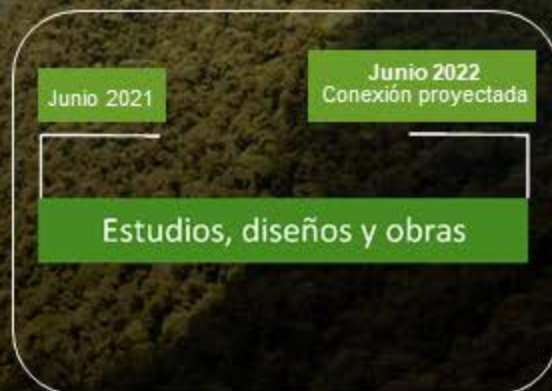 Junio 2021
Junio 2022
Conexión proyectada
Estudios, diseños y obras